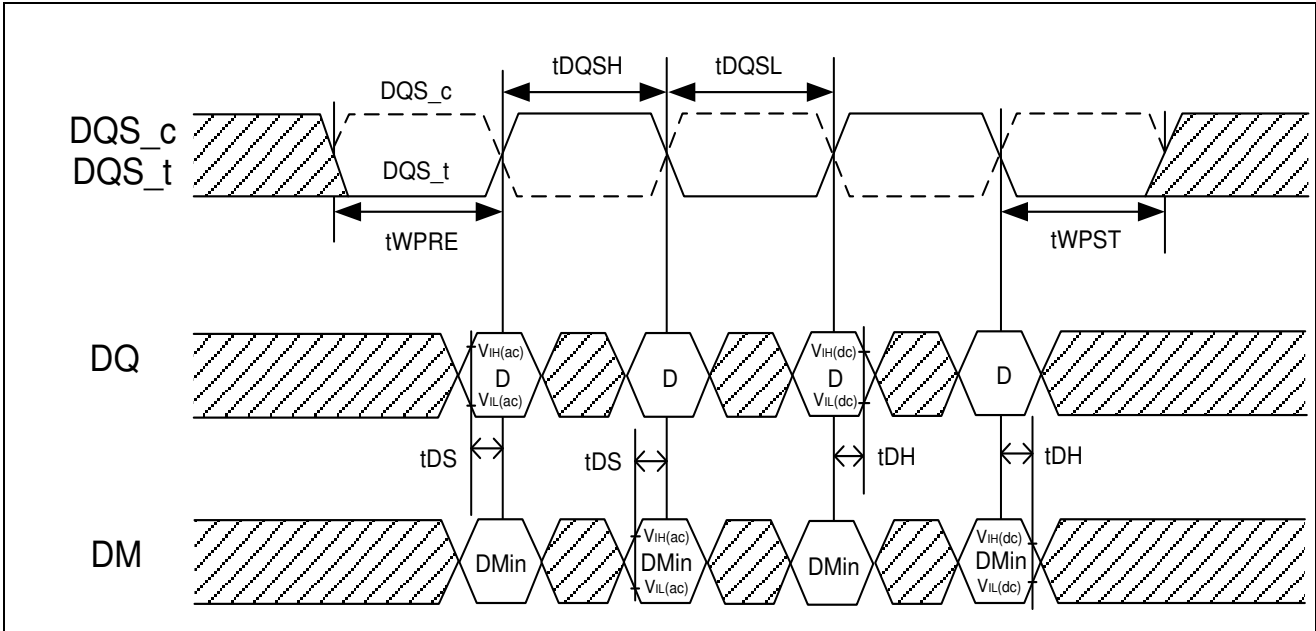 tDQSH
tDQSL
DQS_c
DQS_c
DQS_t
DQS_t
tWPRE
tWPST
DQ
VIH(ac)
D
VIL(ac)
D
VIH(dc)
D
VIL(dc)
D
tDS
tDS
tDH
tDH
DM
DMin
VIH(ac)
DMin
VIL(ac)
DMin
VIH(dc)
DMin
VIL(dc)